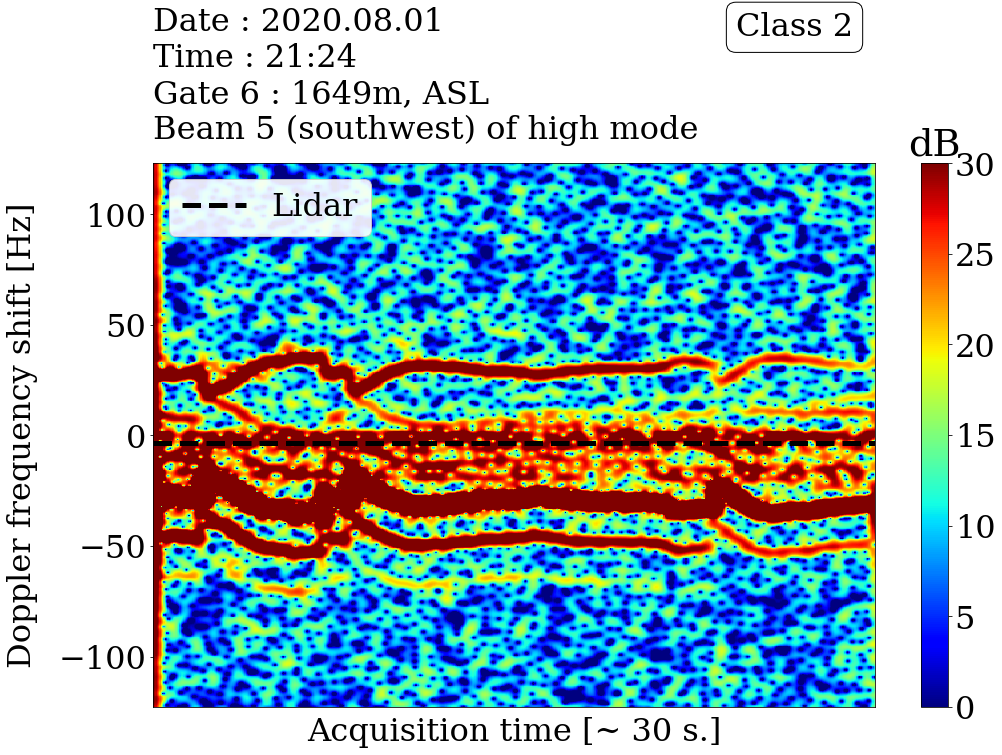 Date : 2020.08.01
Time : 21:24
Gate 6 : 1649m, ASL
Beam 5 (southwest) of high mode
Class 2
dB
Lidar
Doppler frequency shift [Hz]
100
50
0
−50
−100
Acquisition time [~ 30 s.]
30
25
20
15
10
5
0